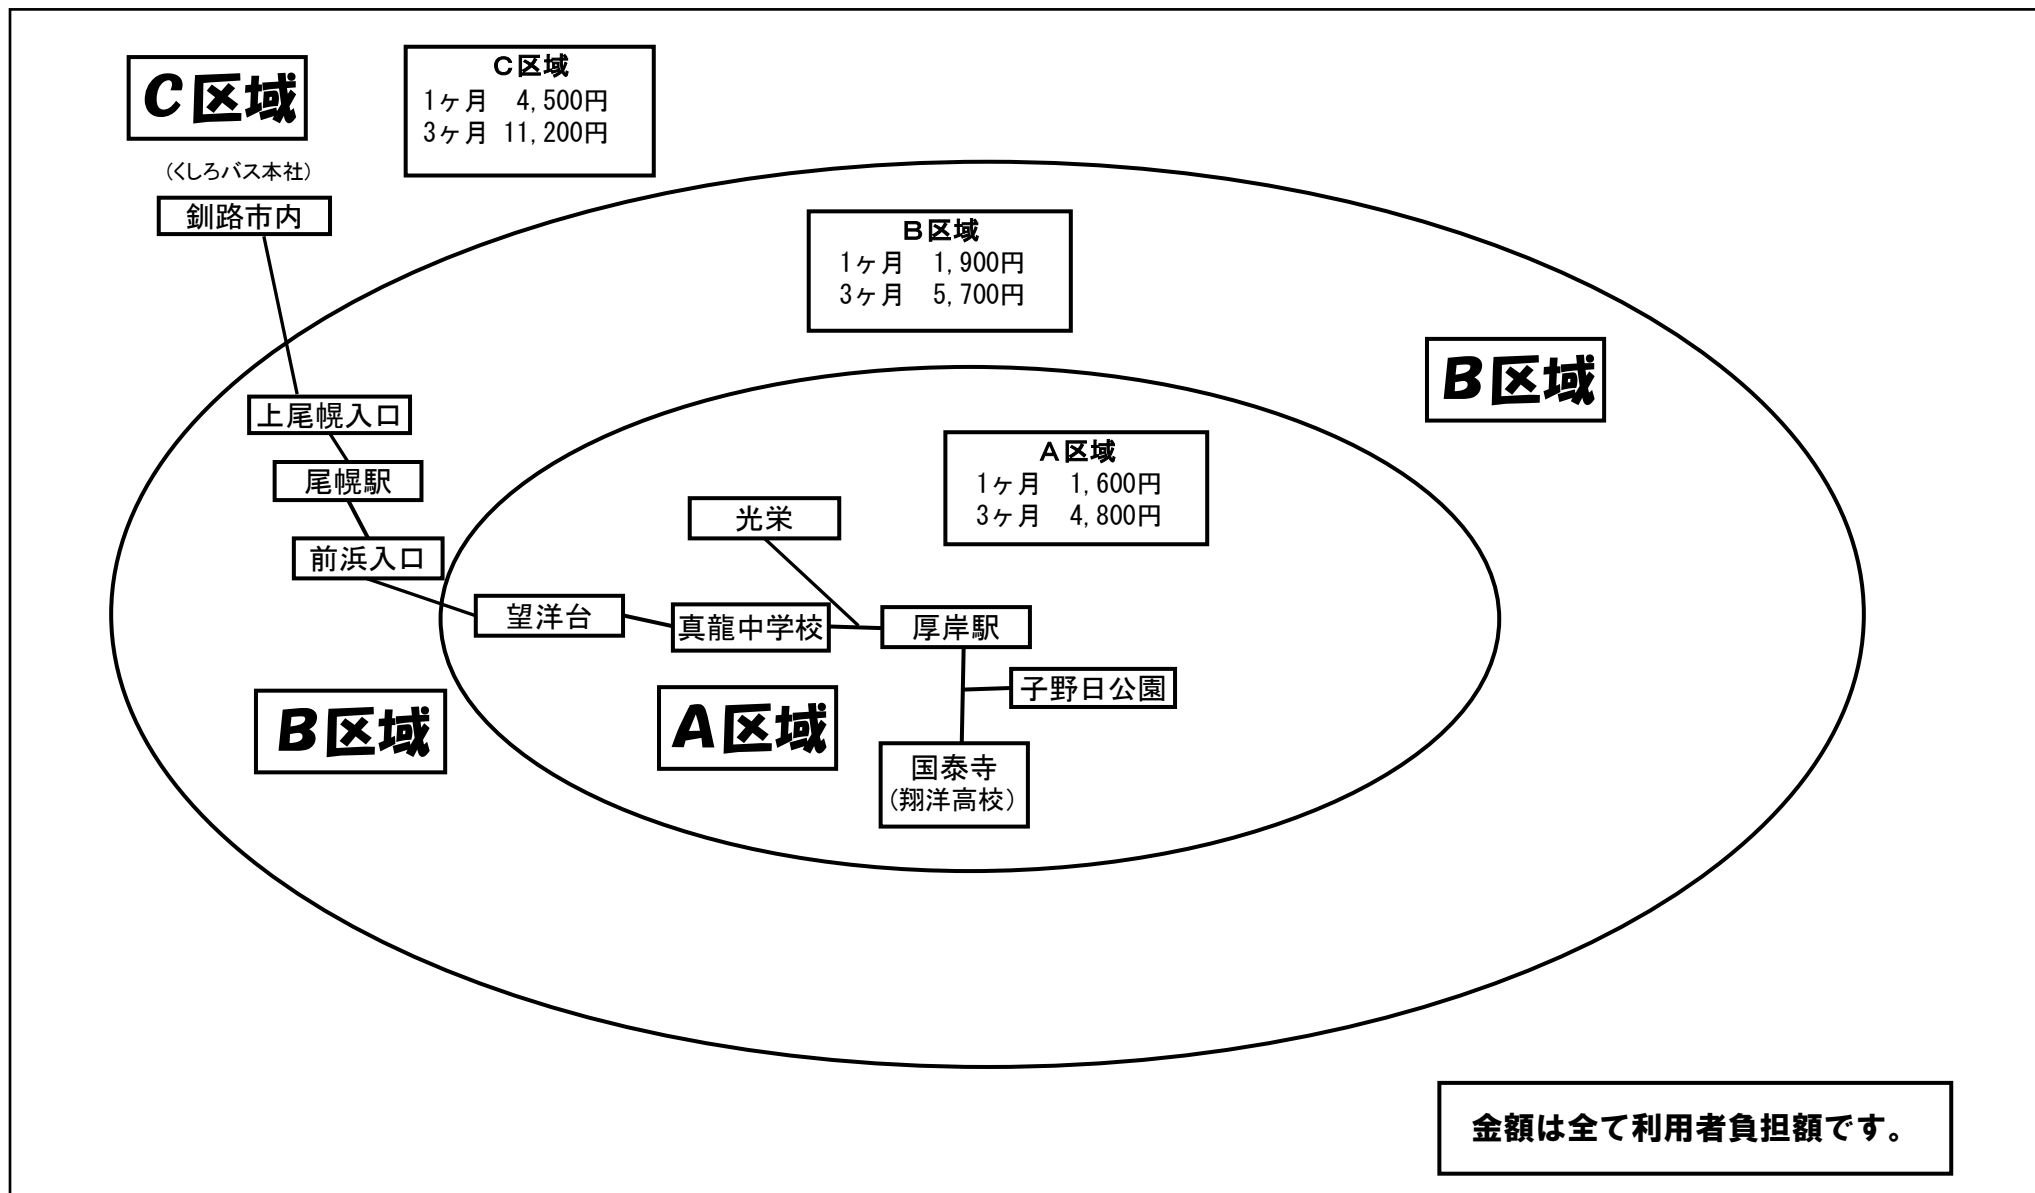 C区域
C区域
1ヶ月 4,500円
3ヶ月 11,200円
(くしろバス本社)
釧路市内
B区域
1ヶ月 1,900円
3ヶ月 5,700円
B区域
上尾幌入口
尾幌駅
前浜入口
A区域
1ヶ月 1,600円
3ヶ月 4,800円
光栄
望洋台
真龍中学校
厚岸駅
子野日公園
B区域
A区域
国泰寺
(翔洋高校)
金額は全て利用者負担額です。